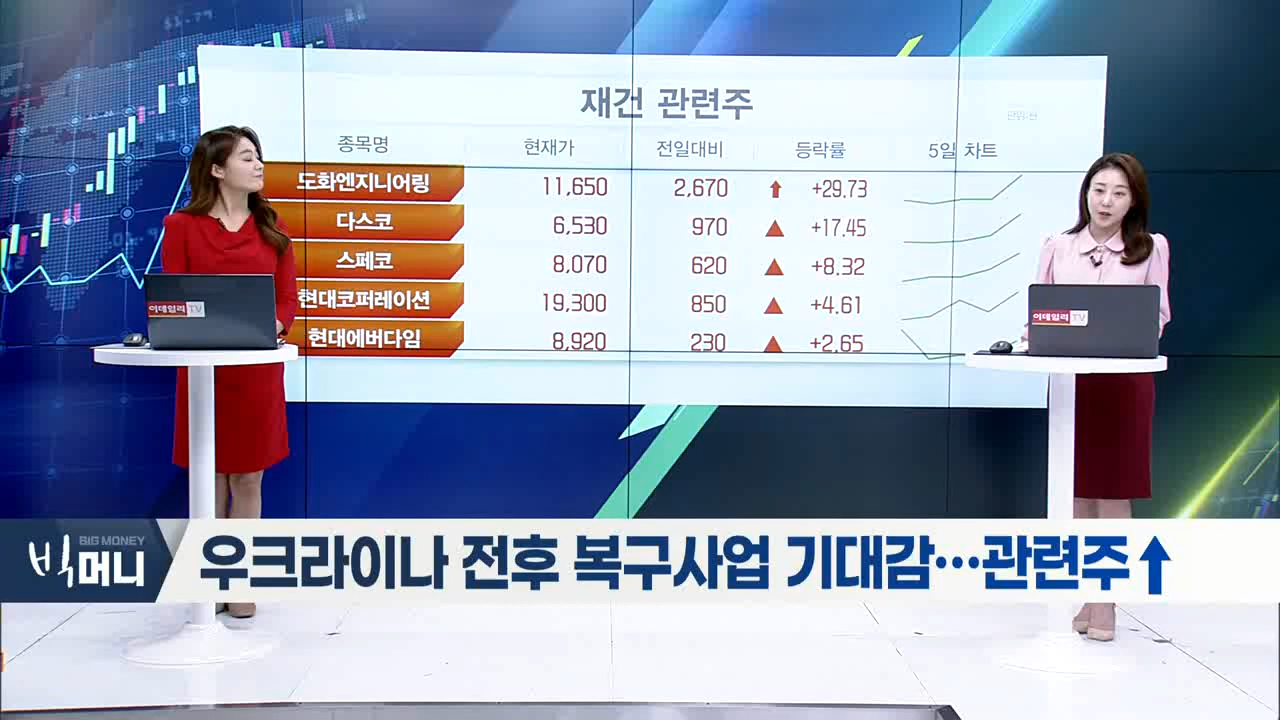 재건 관련주
단위:원
종목명 현재가 전일대비 등락률 5일 차트
도화엔지니어링 11,650 2,670 +29.73
다스코 6,530 970 ▲ +17.45
스페코 8,070 620 ▲ +8.32
현대코퍼레이션 19,300 850 ▲ +4.61
현대에버다임 8,920 230 ▲ +2.65
이데일리TV
이데일리TV
BIG MONEY
빅머니
우크라이나 전후 복구사업 기대감…관련주↑